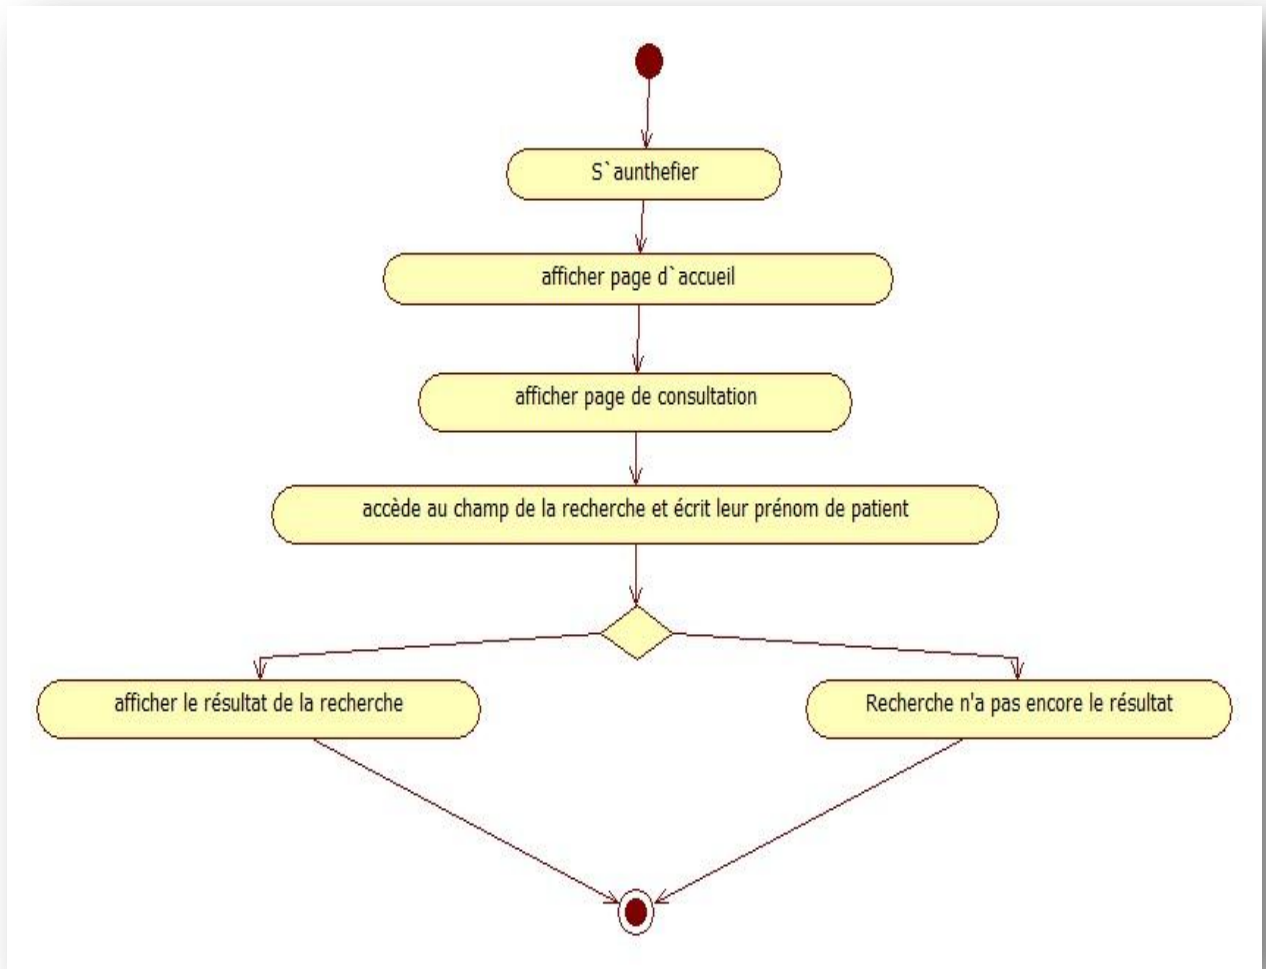 S`aunthefier
afficher page d`accueil
afficher page de consultation
accède au champ de la recherche et écrit leur prénom de patient
afficher le résultat de la recherche
Recherche n'a pas encore le résultat